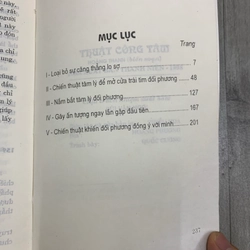 MỤC LỤC
Trang
I - Loại bỏ sự căng thẳng lo sợ 7
II - Chiến thuật tâm lý để mở cửa trái tim đối phương 48
III - Nắm bắt tâm lý đối phương 127
IV - Gây ấn tượng ngay lần gặp đầu tiên 167
V - Chiến thuật khiến đối phương đồng ý với mình 201